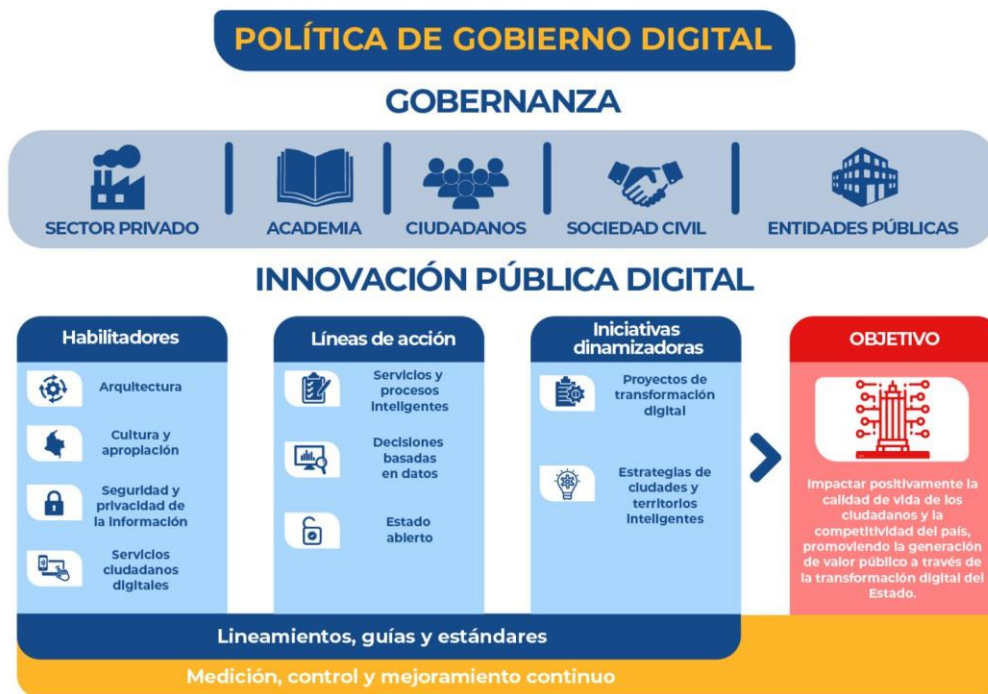 POLÍTICA DE GOBIERNO DIGITAL
GOBERNANZA
SECTOR PRIVADO
ACADEMIA
CIUDADANOS
SOCIEDAD CIVIL
ENTIDADES PÚBLICAS
INNOVACIÓN PÚBLICA DIGITAL
Habilitadores
Arquitectura
Cultura y
apropiación
Seguridad y
privacidad de
la información
Servicios
ciudadanos
digitales
Líneas de acción
Servicios y
procesos
inteligentes
Decisiones
basadas
en datos
Estado
abierto
Iniciativas
dinamizadoras
Proyectos de
transformación
digital
Estrategias de
ciudades y
territorios
inteligentes
OBJETIVO
Impactar positivamente la
calidad de vida de los
ciudadanos y la
competitividad del país,
promoviendo la generación
de valor público a través de
la transformación digital del
Estado.
Lineamientos, guías y estándares
Medición, control y mejoramiento continuo